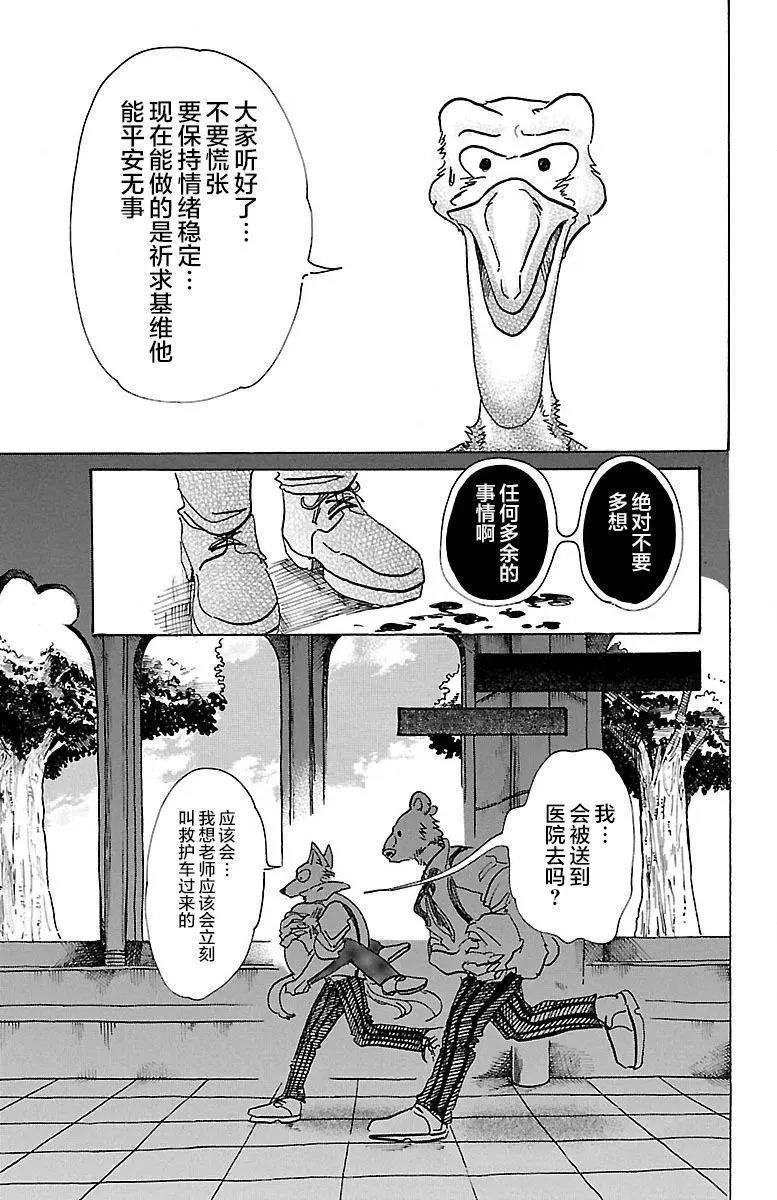 大家听好了…
不要慌张
要保持情绪稳定…
现在能做的是祈求基维他
能平安无事
绝对不要
多想
任何多余的
事情啊
我…
会被送到
医院去吗?
应该会…
我想老师应该会立刻
叫救护车过来的